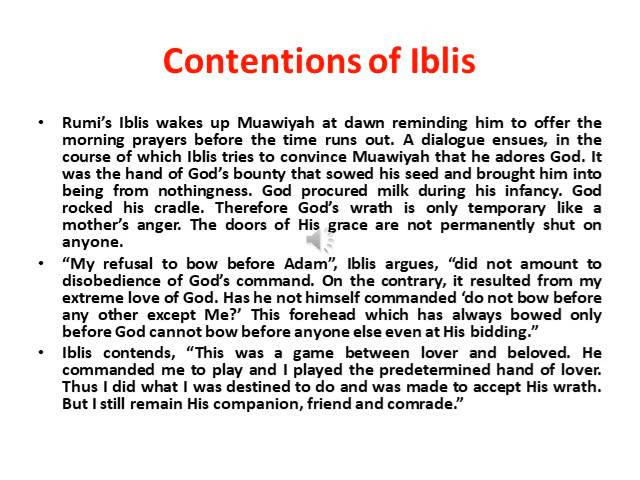 Contentions of Iblis
• Rumi's Iblis wakes up Muawiyah at dawn reminding him to offer the
morning prayers before the time runs out. A dialogue ensues, in the
course of which Iblis tries to convince Muawiyah that he adores God. It
was the hand of God's bounty that sowed his seed and brought him into
being from nothingness. God procured milk during his infancy. God
rocked his cradle. Therefore God's wrath is only temporary like a
mother's anger. The doors of His grace are not permanently shut on
anyone.
• “My refusal to bow before Adam”, Iblis argues, “did not amount to
disobedience of God's command. On the contrary, it resulted from my
extreme love of God. Has he not himself commanded ‘do not bow before
any other except Me?’ This forehead which has always bowed only
before God cannot bow before anyone else even at His bidding.”
• Iblis contends, “This was a game between lover and beloved. He
commanded me to play and I played the predetermined hand of lover.
Thus I did what I was destined to do and was made to accept His wrath.
But I still remain His companion, friend and comrade.”